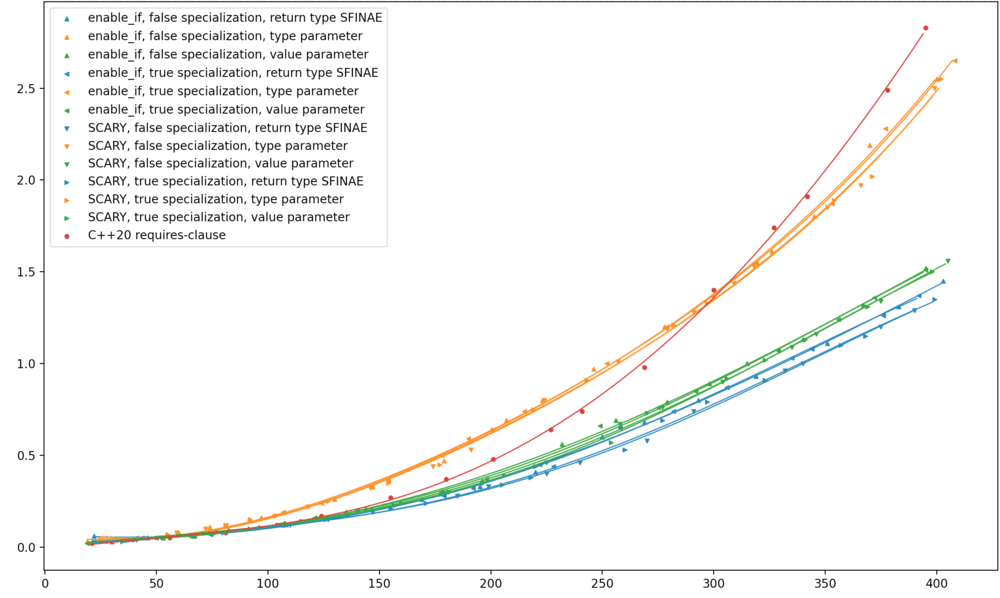 enable_if, false specialization, return type SFINAE
enable_if, false specialization, type parameter
enable_if, false specialization, value parameter
enable_if, true specialization, return type SFINAE
enable_if, true specialization, type parameter
enable_if, true specialization, value parameter
SCARY, false specialization, return type SFINAE
SCARY, false specialization, type parameter
SCARY, false specialization, value parameter
SCARY, true specialization, return type SFINAE
SCARY, true specialization, type parameter
SCARY, true specialization, value parameter
C++20 requires-clause
2.5
2.0
1.5
1.0
0.5
0.0
0 50 100 150 200 250 300 350 400